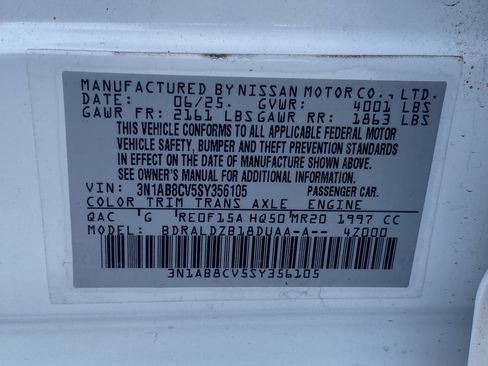 MANUFACTURED BY NISSAN MOTOR CO., LTD.
DATE: 06/25. GVWR: 4001 LBS
GAWR FR: 2161 LBS GAWR RR: 1863 LBS
THIS VEHICLE CONFORMS TO ALL APPLICABLE FEDERAL MOTOR
VEHICLE SAFETY, BUMPER AND THEFT PREVENTION STANDARDS
IN EFFECT ON THE DATE OF MANUFACTURE SHOWN ABOVE.
SEE OWNER'S MANUAL FOR ADDITIONAL INFORMATION
VIN: 3N1AB8CV5SY356105 PASSENGER CAR.
COLOR TRIM TRANS AXLE ENGINE
QAC G RE0F15A HQ50 MR20 1997 CC
MODEL: BDRALDZB18DUAA-A-- 47000
3N1AB8CV5SY356105